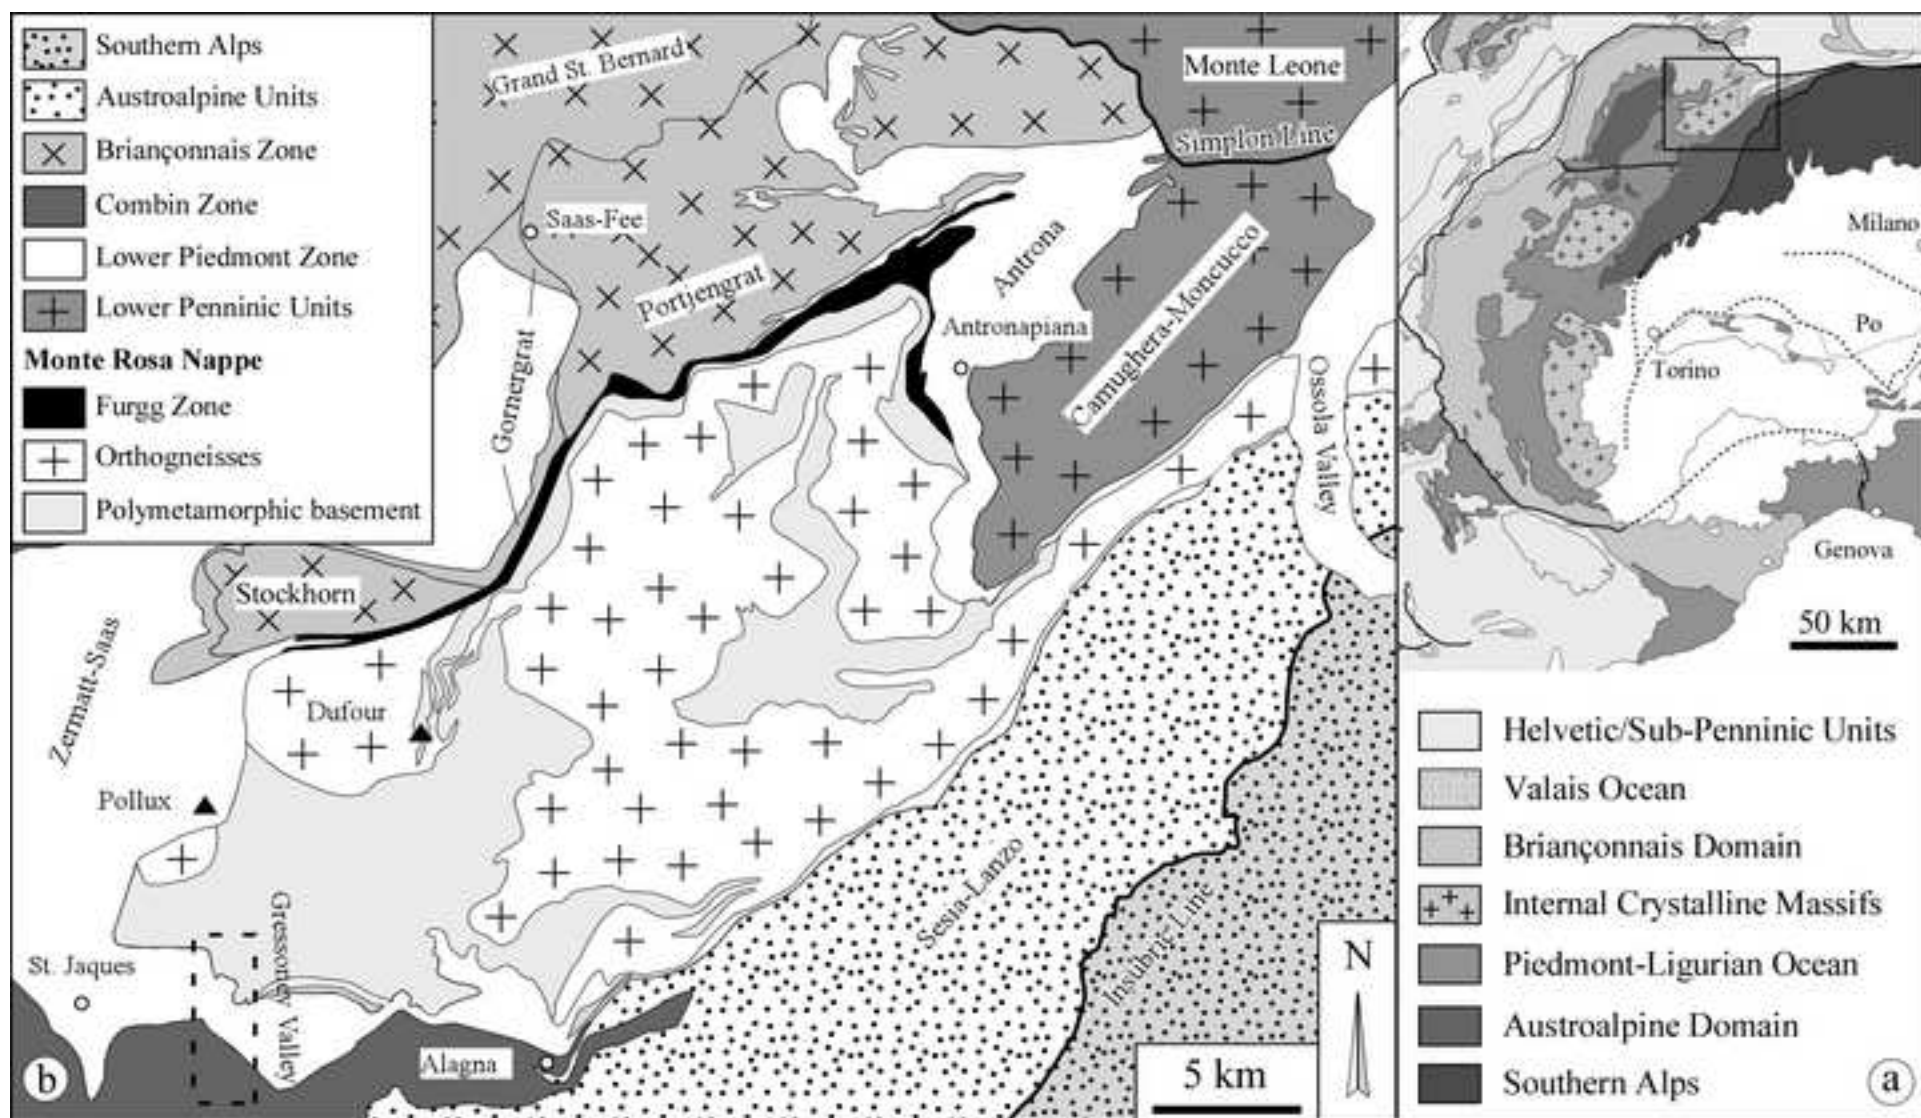 Southern Alps
Austroalpine Units
Briançonnais Zone
Combin Zone
Lower Piedmont Zone
Lower Penninic Units
Monte Rosa Nappe
Furgg Zone
Orthogneisses
Polymetamorphic basement
Grand St. Bernard
Monte Leone
Simplon Line
Saas-Fee
Portjengrat
Antrona
Antronapiana
Camughera-Moncucco
Ossola Valley
Gornergrat
Stockhorn
Zermatt-Saas
Dufour
Pollux
St. Jaques
Gressoney Valley
Alagna
Sesia-Lanzo
Insubric Line
N
5 km
b
Milano
Po
Torino
Genova
50 km
Helvetic/Sub-Penninic Units
Valais Ocean
Briançonnais Domain
Internal Crystalline Massifs
Piedmont-Ligurian Ocean
Austroalpine Domain
Southern Alps
a